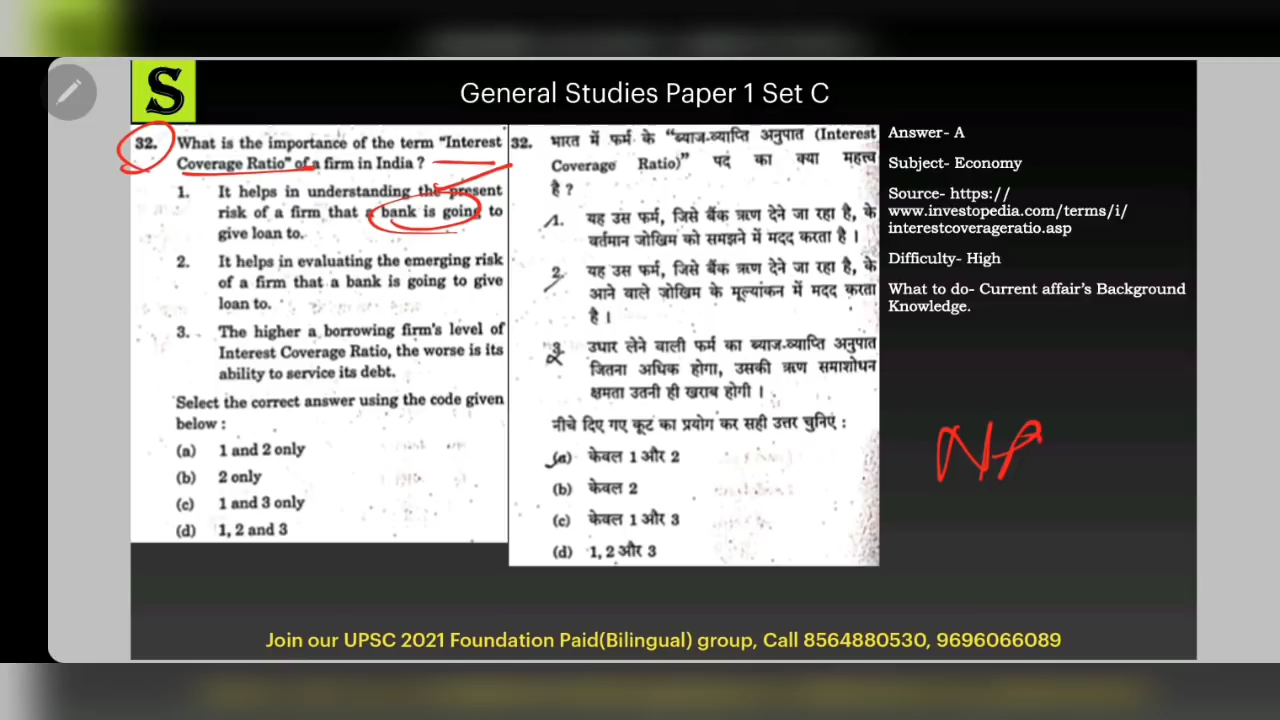 S
General Studies Paper 1 Set C
32. What is the importance of the term "Interest
Coverage Ratio" of a firm in India ?
1. It helps in understanding the present
risk of a firm that a bank is going to
give loan to.
2. It helps in evaluating the emerging risk
of a firm that a bank is going to give
loan to.
3. The higher a borrowing firm's level of
Interest Coverage Ratio, the worse is its
ability to service its debt.
Select the correct answer using the code given
below :
(a) 1 and 2 only
(b) 2 only
(c) 1 and 3 only
(d) 1, 2 and 3
32. भारत में फर्म के "ब्याज-व्याप्ति अनुपात (Interest
Coverage Ratio)" पद का क्या महत्त्व
है ?
1. यह उस फर्म, जिसे बैंक ऋण देने जा रहा है, के
वर्तमान जोखिम को समझने में मदद करता है ।
2. यह उस फर्म, जिसे बैंक ऋण देने जा रहा है, के
आने वाले जोखिम के मूल्यांकन में मदद करता
है ।
3. उधार लेने वाली फर्म का ब्याज-व्याप्ति अनुपात
जितना अधिक होगा, उसकी ऋण समाशोधन
क्षमता उतनी ही खराब होगी ।
नीचे दिए गए कूट का प्रयोग कर सही उत्तर चुनिए :
(a) केवल 1 और 2
(b) केवल 2
(c) केवल 1 और 3
(d) 1, 2 और 3
Answer- A
Subject- Economy
Source- https://
www.investopedia.com/terms/i/
interestcoverageratio.asp
Difficulty- High
What to do- Current affair's Background
Knowledge.
Join our UPSC 2021 Foundation Paid(Bilingual) group, Call 8564880530, 9696066089